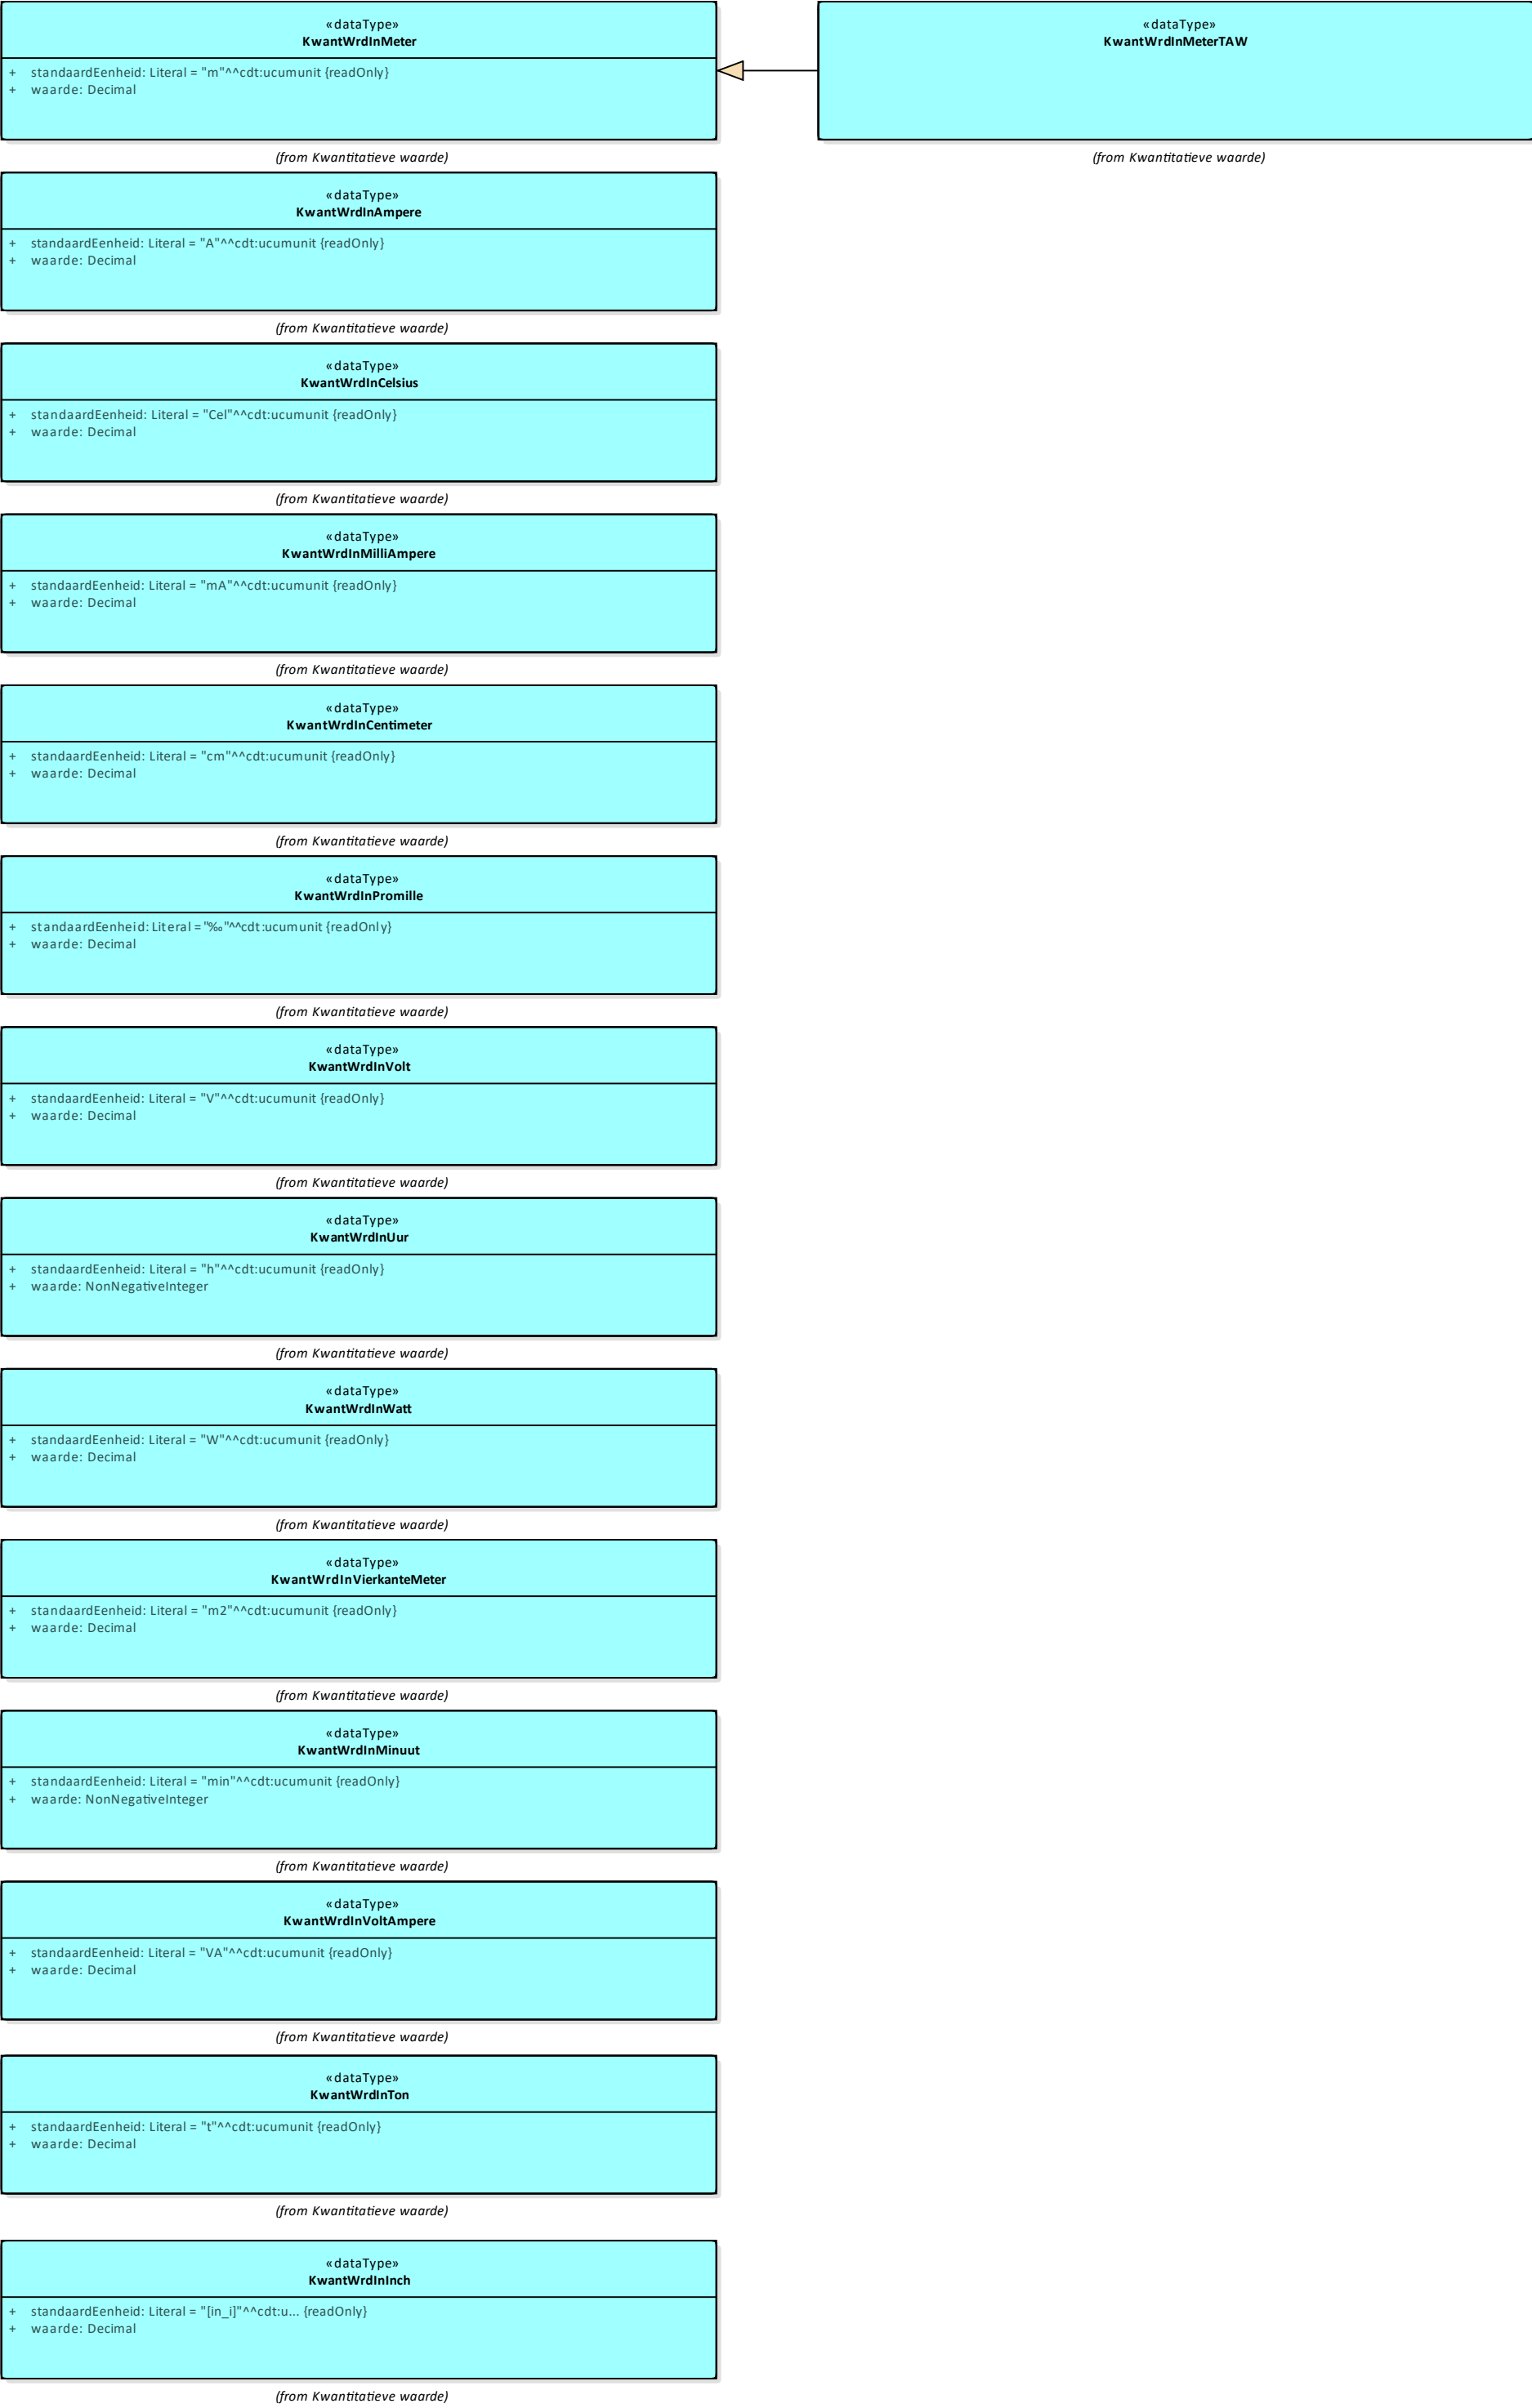 «dataType»
KwantWrdInMeter
+ standaardEenheid: Literal = "m"^^cdt:ucumunit {readOnly}
+ waarde: Decimal
(from Kwantitatieve waarde)
«dataType»
KwantWrdInMeterTAW
(from Kwantitatieve waarde)
«dataType»
KwantWrdInAmpere
+ standaardEenheid: Literal = "A"^^cdt:ucumunit {readOnly}
+ waarde: Decimal
(from Kwantitatieve waarde)
«dataType»
KwantWrdInCelsius
+ standaardEenheid: Literal = "Cel"^^cdt:ucumunit {readOnly}
+ waarde: Decimal
(from Kwantitatieve waarde)
«dataType»
KwantWrdInMilliAmpere
+ standaardEenheid: Literal = "mA"^^cdt:ucumunit {readOnly}
+ waarde: Decimal
(from Kwantitatieve waarde)
«dataType»
KwantWrdInCentimeter
+ standaardEenheid: Literal = "cm"^^cdt:ucumunit {readOnly}
+ waarde: Decimal
(from Kwantitatieve waarde)
«dataType»
KwantWrdInPromille
+ standaardEenheid: Literal = "‰"^^cdt:ucumunit {readOnly}
+ waarde: Decimal
(from Kwantitatieve waarde)
«dataType»
KwantWrdInVolt
+ standaardEenheid: Literal = "V"^^cdt:ucumunit {readOnly}
+ waarde: Decimal
(from Kwantitatieve waarde)
«dataType»
KwantWrdInUur
+ standaardEenheid: Literal = "h"^^cdt:ucumunit {readOnly}
+ waarde: NonNegativeInteger
(from Kwantitatieve waarde)
«dataType»
KwantWrdInWatt
+ standaardEenheid: Literal = "W"^^cdt:ucumunit {readOnly}
+ waarde: Decimal
(from Kwantitatieve waarde)
«dataType»
KwantWrdInVierkanteMeter
+ standaardEenheid: Literal = "m2"^^cdt:ucumunit {readOnly}
+ waarde: Decimal
(from Kwantitatieve waarde)
«dataType»
KwantWrdInMinuut
+ standaardEenheid: Literal = "min"^^cdt:ucumunit {readOnly}
+ waarde: NonNegativeInteger
(from Kwantitatieve waarde)
«dataType»
KwantWrdInVoltAmpere
+ standaardEenheid: Literal = "VA"^^cdt:ucumunit {readOnly}
+ waarde: Decimal
(from Kwantitatieve waarde)
«dataType»
KwantWrdInTon
+ standaardEenheid: Literal = "t"^^cdt:ucumunit {readOnly}
+ waarde: Decimal
(from Kwantitatieve waarde)
«dataType»
KwantWrdInInch
+ standaardEenheid: Literal = "[in_i]"^^cdt:u... {readOnly}
+ waarde: Decimal
(from Kwantitatieve waarde)